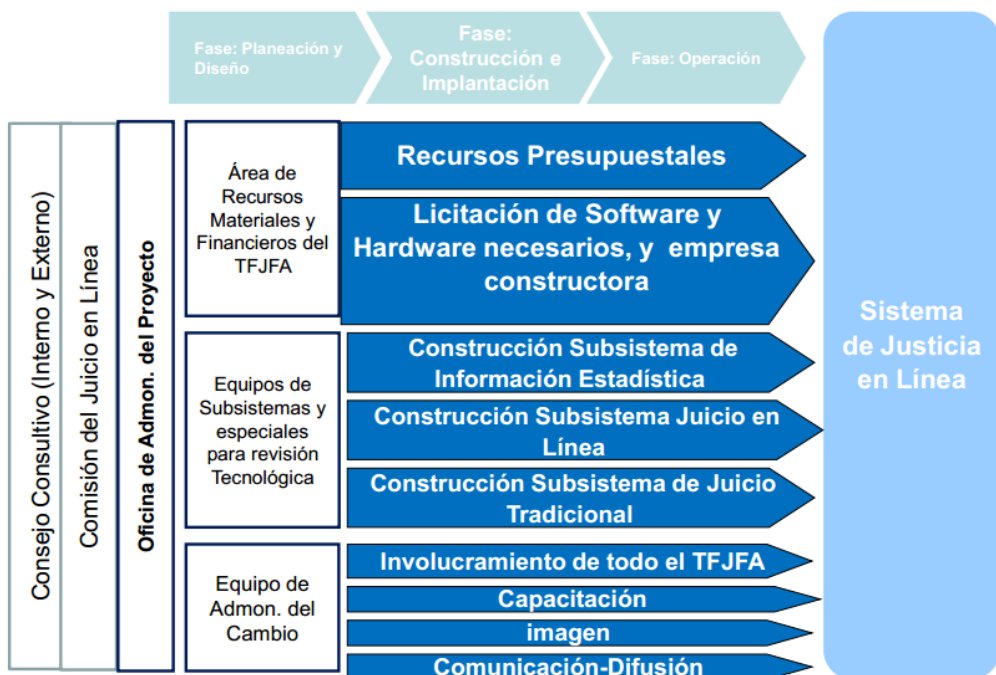 Fase: Planeación y
Diseño
Fase:
Construcción e
Implantación
Fase: Operación
Consejo Consultivo (Interno y Externo)
Comisión del Juicio en Línea
Oficina de Admon. del Proyecto
Área de
Recursos
Materiales y
Financieros del
TFJFA
Recursos Presupuestales
Licitación de Software y
Hardware necesarios, y empresa
constructora
Equipos de
Subsistemas y
especiales
para revisión
Tecnológica
Construcción Subsistema de
Información Estadística
Construcción Subsistema Juicio en
Línea
Construcción Subsistema de Juicio
Tradicional
Equipo de
Admon. del
Cambio
Involucramiento de todo el TFJFA
Capacitación
imagen
Comunicación-Difusión
Sistema
de Justicia
en Línea